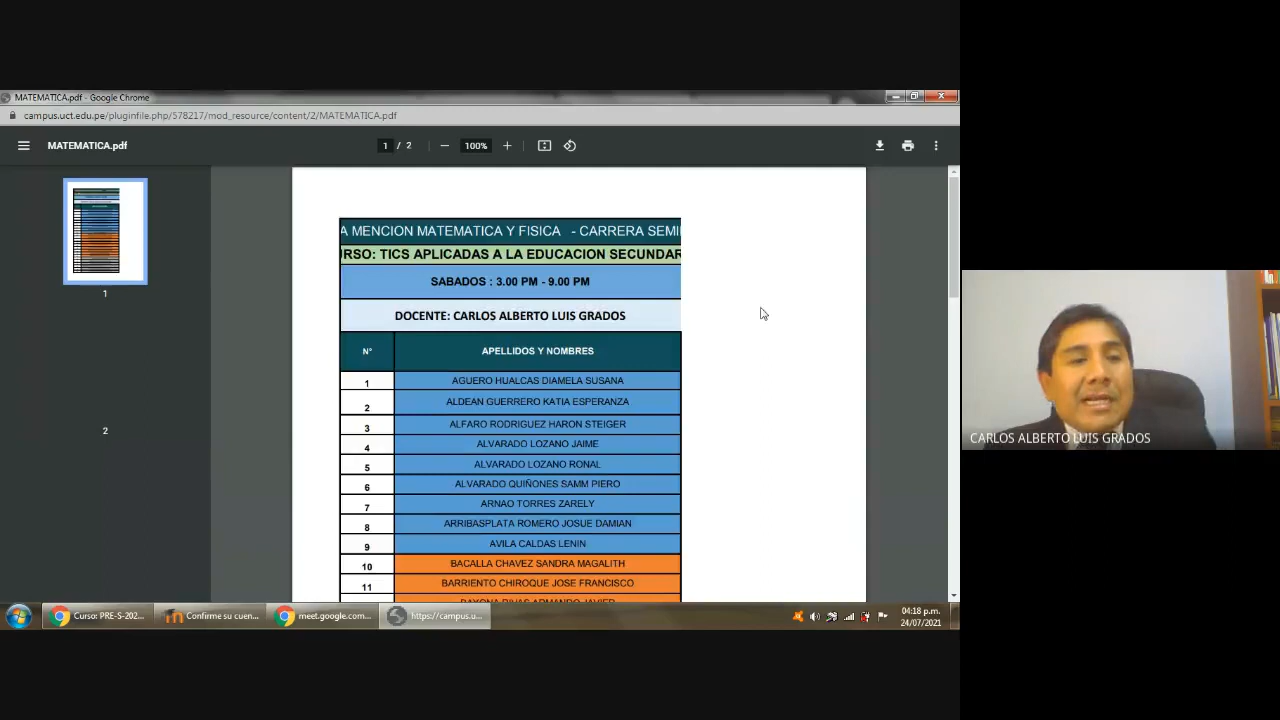 MATEMATICA.pdf - Google Chrome
campus.uct.edu.pe/pluginfile.php/578217/mod_resource/content/2/MATEMATICA.pdf
MATEMATICA.pdf
1 / 2
100%
1
2
A MENCION MATEMATICA Y FISICA - CARRERA SEMI
URSO: TICS APLICADAS A LA EDUCACION SECUNDAR
SABADOS : 3.00 PM - 9.00 PM
DOCENTE: CARLOS ALBERTO LUIS GRADOS
N° APELLIDOS Y NOMBRES
1 AGUERO HUALCAS DIAMELA SUSANA
2 ALDEAN GUERRERO KATIA ESPERANZA
3 ALFARO RODRIGUEZ HARON STEIGER
4 ALVARADO LOZANO JAIME
5 ALVARADO LOZANO RONAL
6 ALVARADO QUIÑONES SAMM PIERO
7 ARNAO TORRES ZARELY
8 ARRIBASPLATA ROMERO JOSUE DAMIAN
9 AVILA CALDAS LENIN
10 BACALLA CHAVEZ SANDRA MAGALITH
11 BARRIENTO CHIROQUE JOSE FRANCISCO
CARLOS ALBERTO LUIS GRADOS
Curso: PRE-S-202...
Confirme su cuen...
meet.google.com...
https://campus.u...
04:18 p.m.
24/07/2021